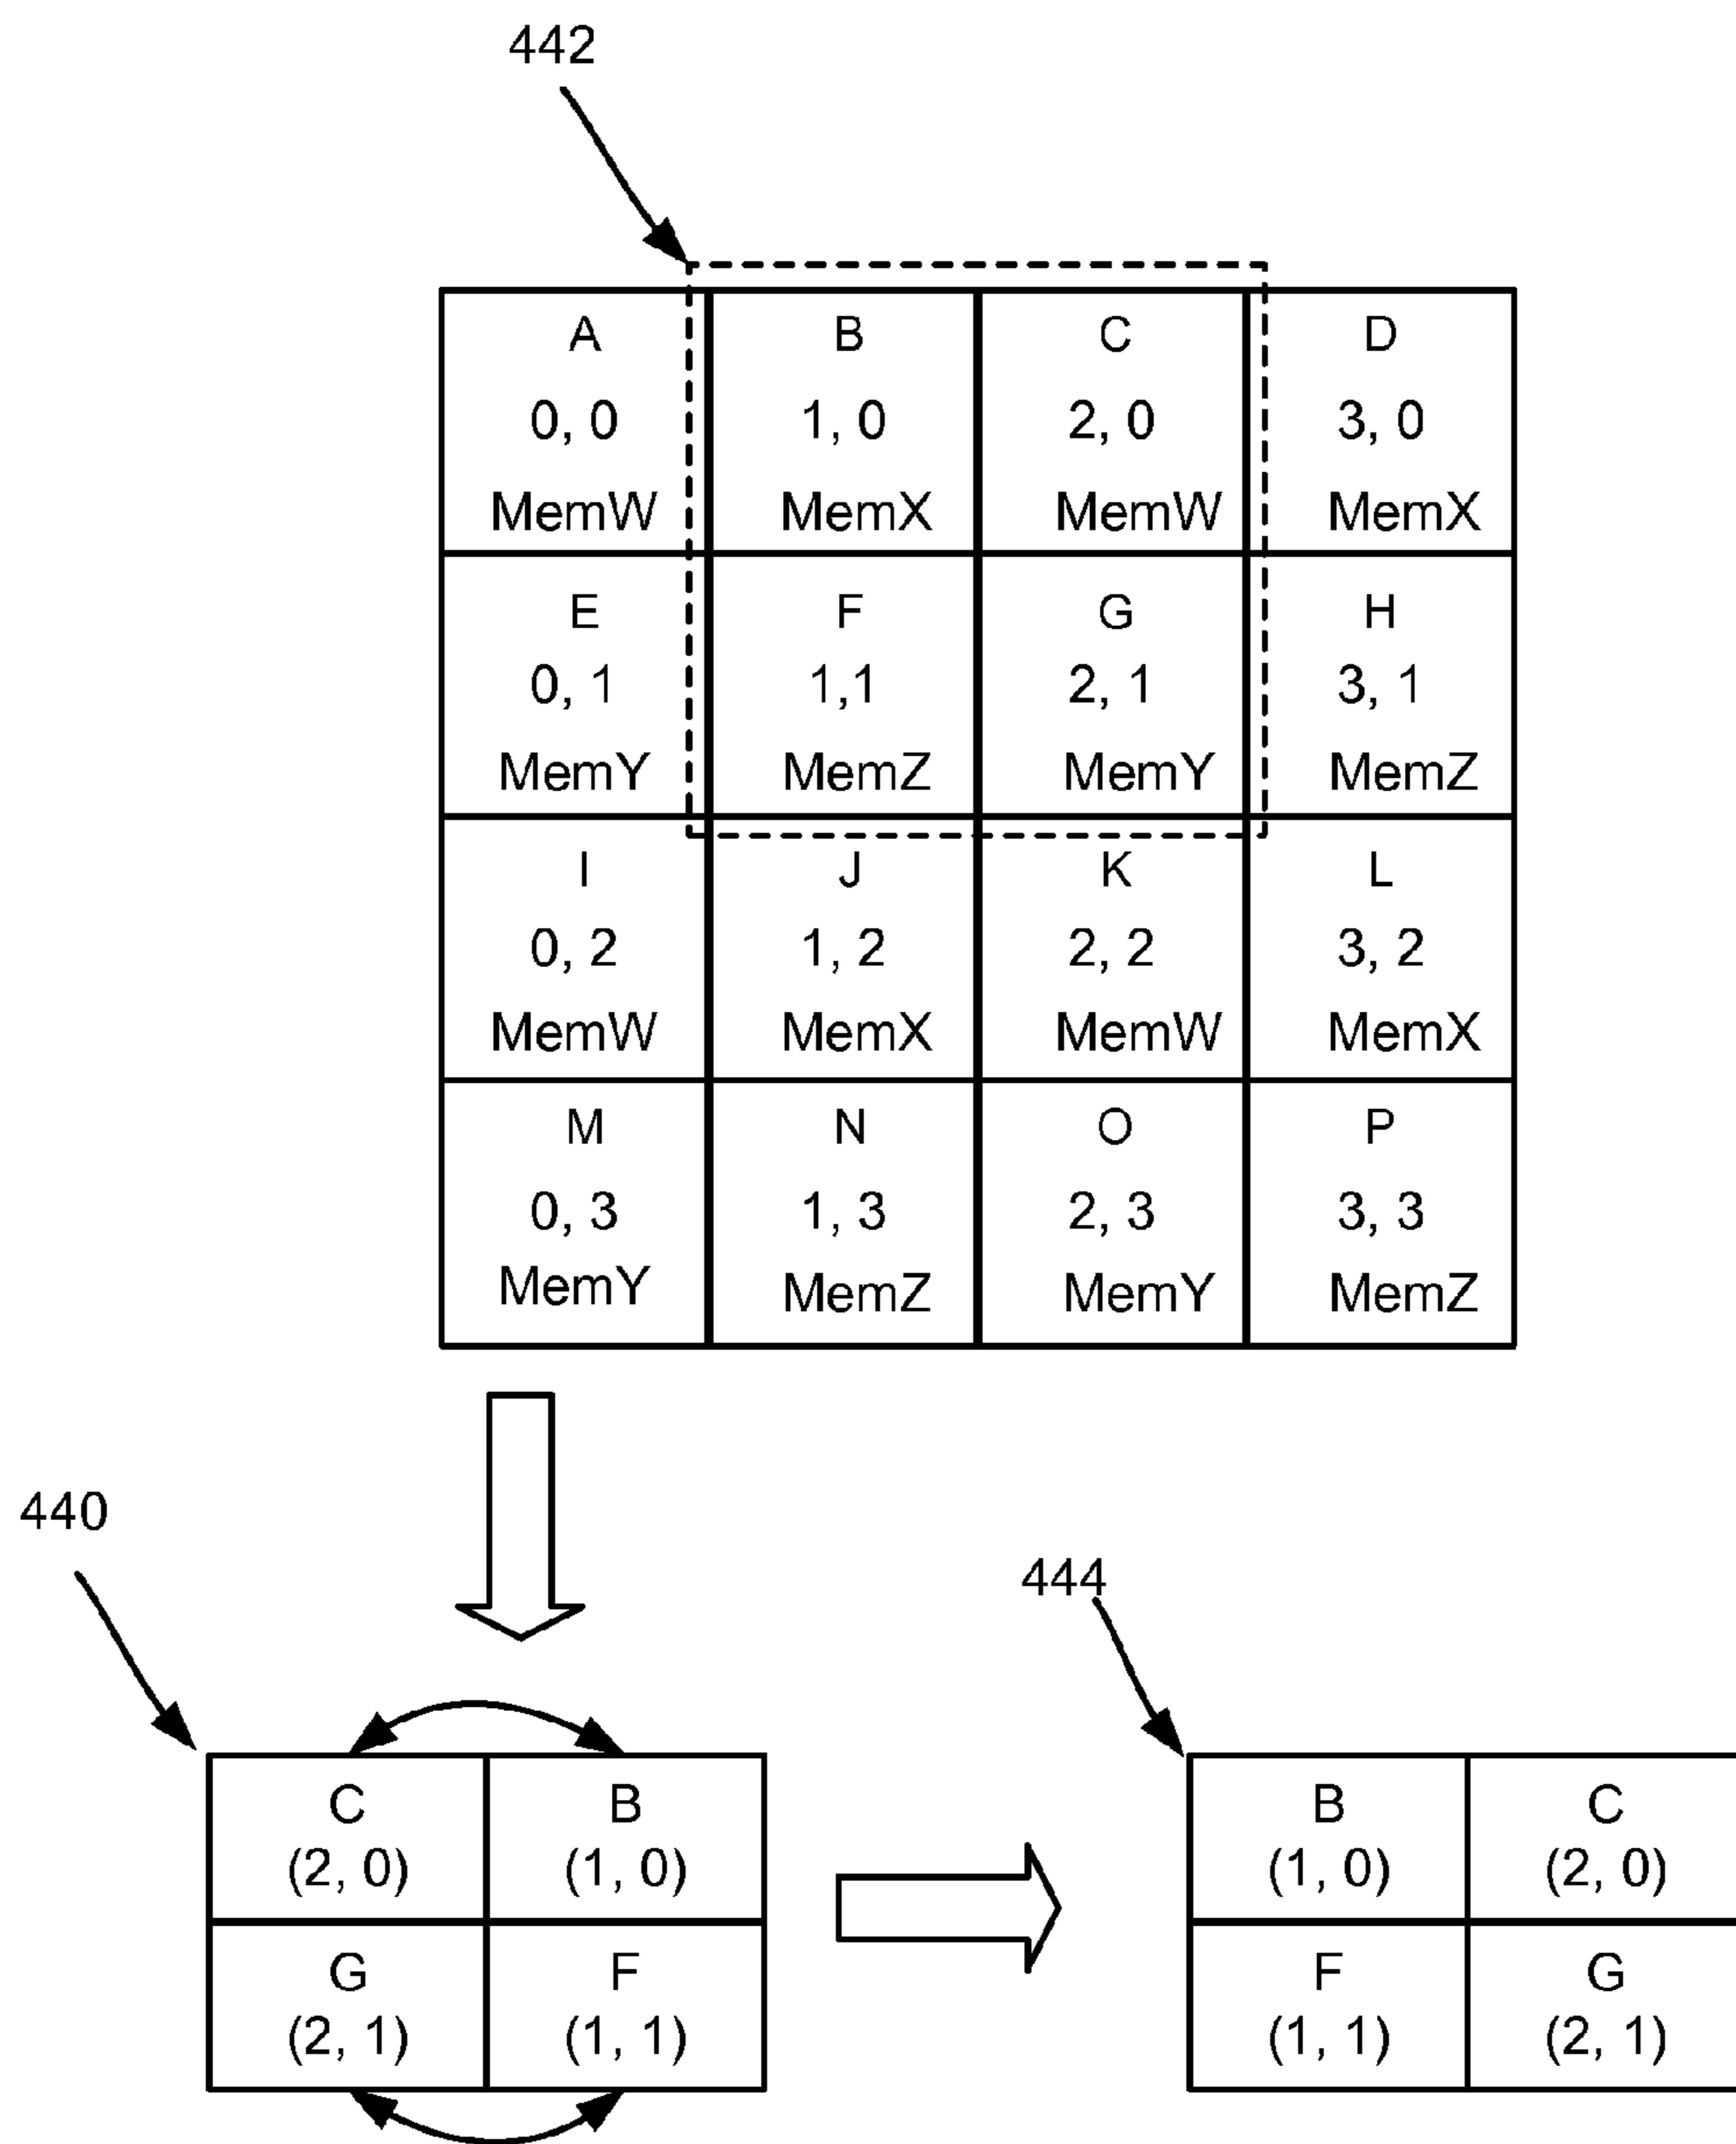 442
A B C D
0, 0 1, 0 2, 0 3, 0
MemW MemX MemW MemX
E F G H
0, 1 1,1 2, 1 3, 1
MemY MemZ MemY MemZ
I J K L
0, 2 1, 2 2, 2 3, 2
MemW MemX MemW MemX
M N O P
0, 3 1, 3 2, 3 3, 3
MemY MemZ MemY MemZ
440
444
C B
(2, 0) (1, 0)
G F
(2, 1) (1, 1)
B C
(1, 0) (2, 0)
F G
(1, 1) (2, 1)